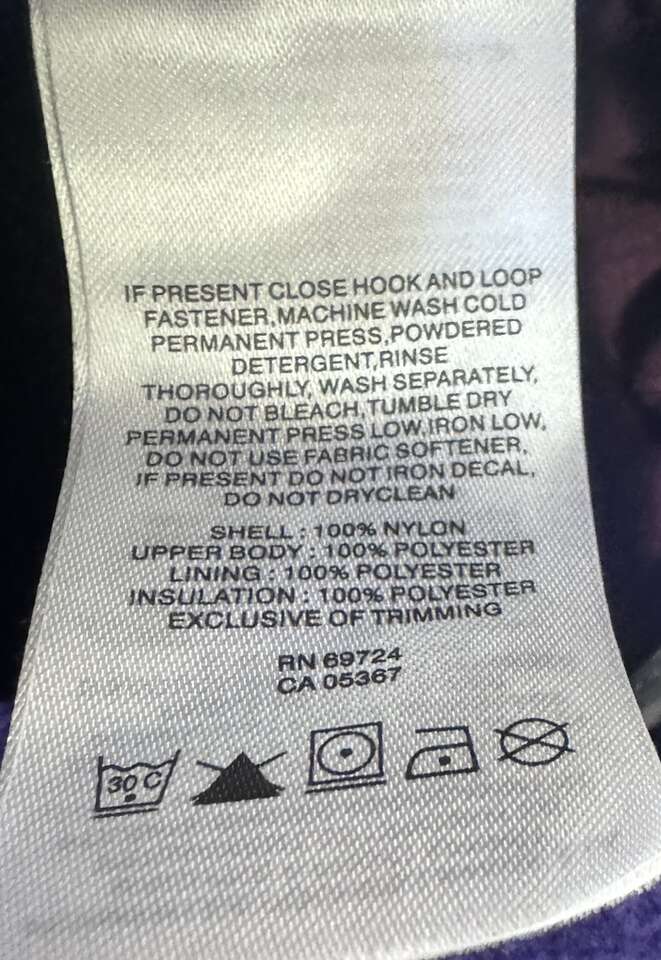 IF PRESENT CLOSE HOOK AND LOOP
FASTENER,MACHINE WASH COLD
PERMANENT PRESS,POWDERED
DETERGENT,RINSE
THOROUGHLY, WASH SEPARATELY,
DO NOT BLEACH,TUMBLE DRY
PERMANENT PRESS LOW,IRON LOW,
DO NOT USE FABRIC SOFTENER,
IF PRESENT DO NOT IRON DECAL,
DO NOT DRYCLEAN
SHELL : 100% NYLON
UPPER BODY : 100% POLYESTER
LINING : 100% POLYESTER
INSULATION : 100% POLYESTER
EXCLUSIVE OF TRIMMING
RN 69724
CA 05367
30 C